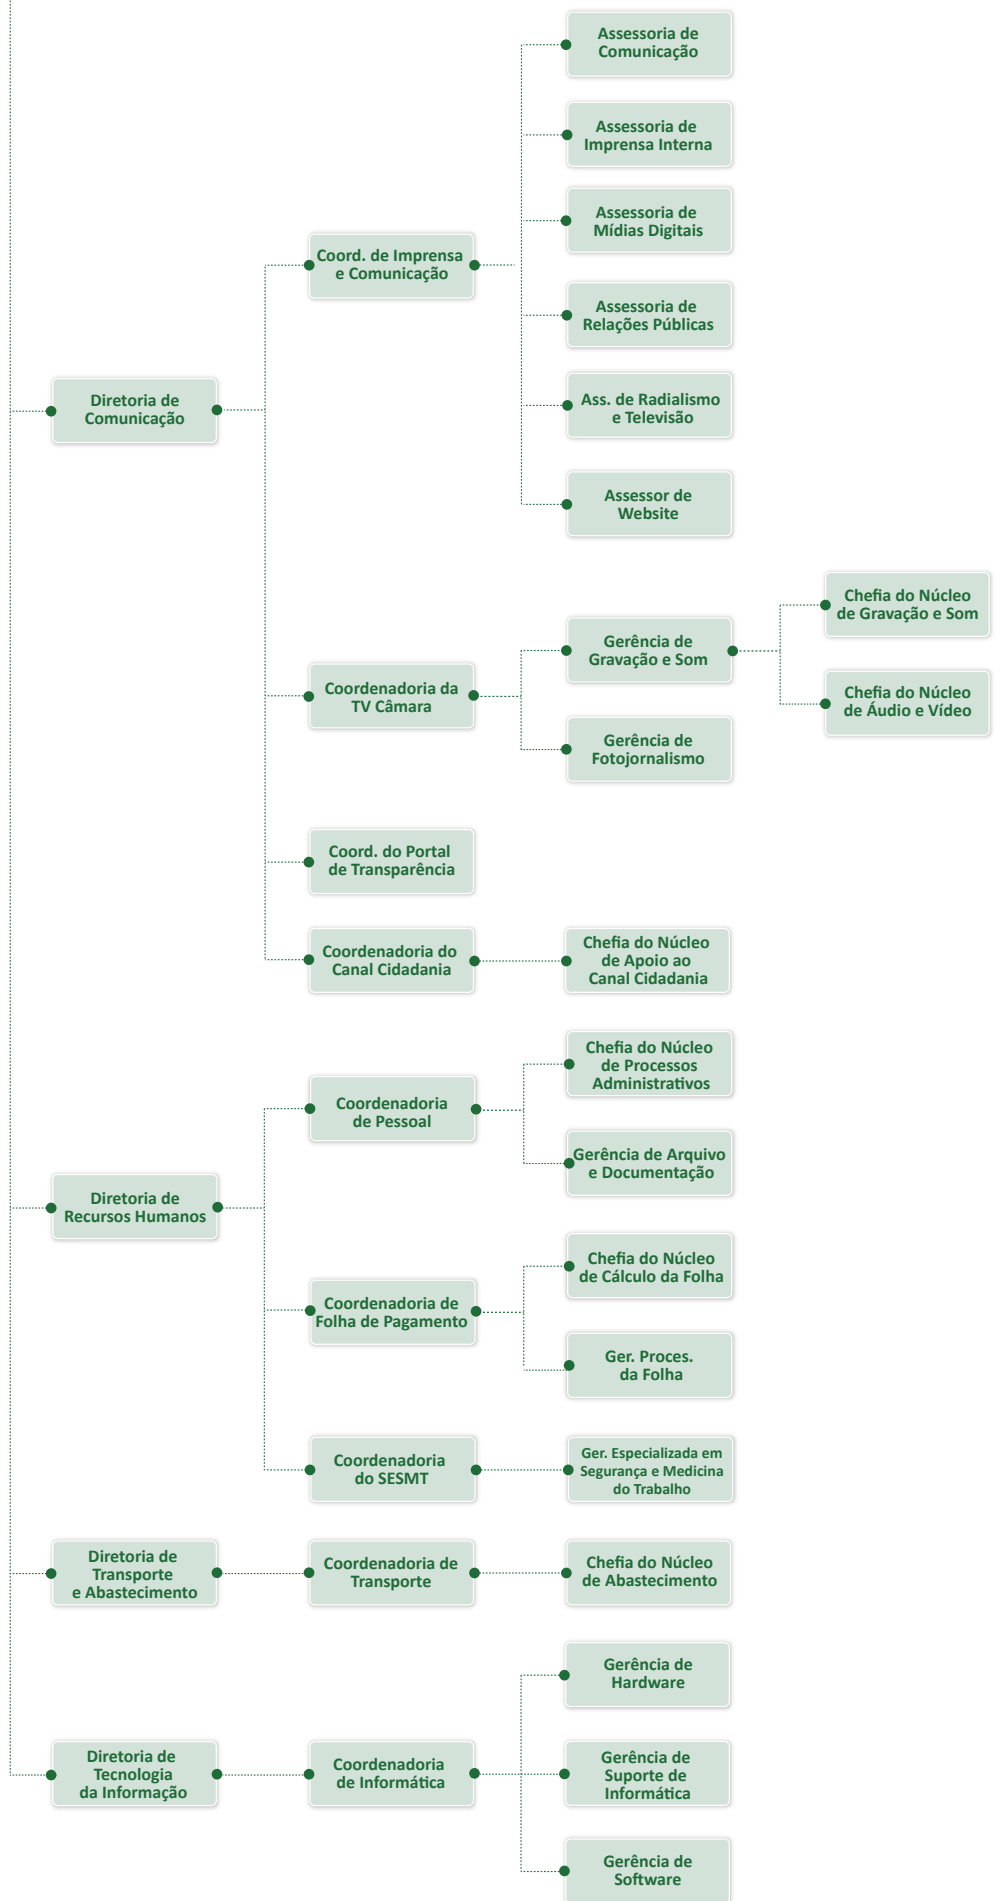 Assessoria de
Comunicação
Assessoria de
Imprensa Interna
Assessoria de
Mídias Digitais
Coord. de Imprensa
e Comunicação
Assessoria de
Relações Públicas
Diretoria de
Comunicação
Ass. de Radialismo
e Televisão
Assessor de
Website
Chefia do Núcleo
de Gravação e Som
Gerência de
Gravação e Som
Coordenadoria da
TV Câmara
Chefia do Núcleo
de Áudio e Vídeo
Gerência de
Fotojornalismo
Coord. do Portal
de Transparência
Coordenadoria do
Canal Cidadania
Chefia do Núcleo
de Apoio ao
Canal Cidadania
Chefia do Núcleo
de Processos
Administrativos
Coordenadoria
de Pessoal
Gerência de Arquivo
e Documentação
Diretoria de
Recursos Humanos
Chefia do Núcleo
de Cálculo da Folha
Coordenadoria de
Folha de Pagamento
Ger. Proces.
da Folha
Coordenadoria
do SESMT
Ger. Especializada em
Segurança e Medicina
do Trabalho
Diretoria de
Transporte
e Abastecimento
Coordenadoria de
Transporte
Chefia do Núcleo
de Abastecimento
Gerência de
Hardware
Diretoria de
Tecnologia
da Informação
Coordenadoria
de Informática
Gerência de
Suporte de
Informática
Gerência de
Software